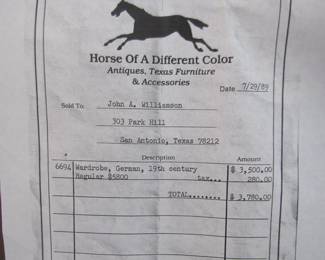 Horse Of A Different Color
Antiques, Texas Furniture
& Accessories
Date 7/29/89
Sold To: John A. Williamson
303 Park Hill
San Antonio, Texas 78212
Description Amount
6694 Wardrobe, German, 19th century $ 3,500.00
Regular $5800 tax... 280.00
TOTAL........ $ 3,780.00